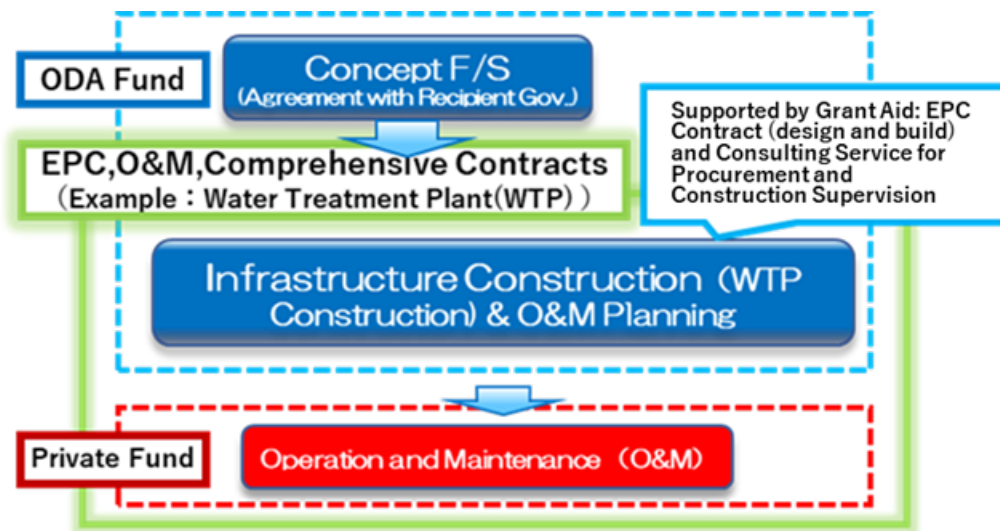 ODA Fund
Concept F/S
(Agreement with Recipient Gov.)
Supported by Grant Aid: EPC
Contract (design and build)
and Consulting Service for
Procurement and
Construction Supervision
EPC,O&M,Comprehensive Contracts
(Example：Water Treatment Plant(WTP) )
Infrastructure Construction (WTP
Construction) & O&M Planning
Private Fund
Operation and Maintenance (O&M)